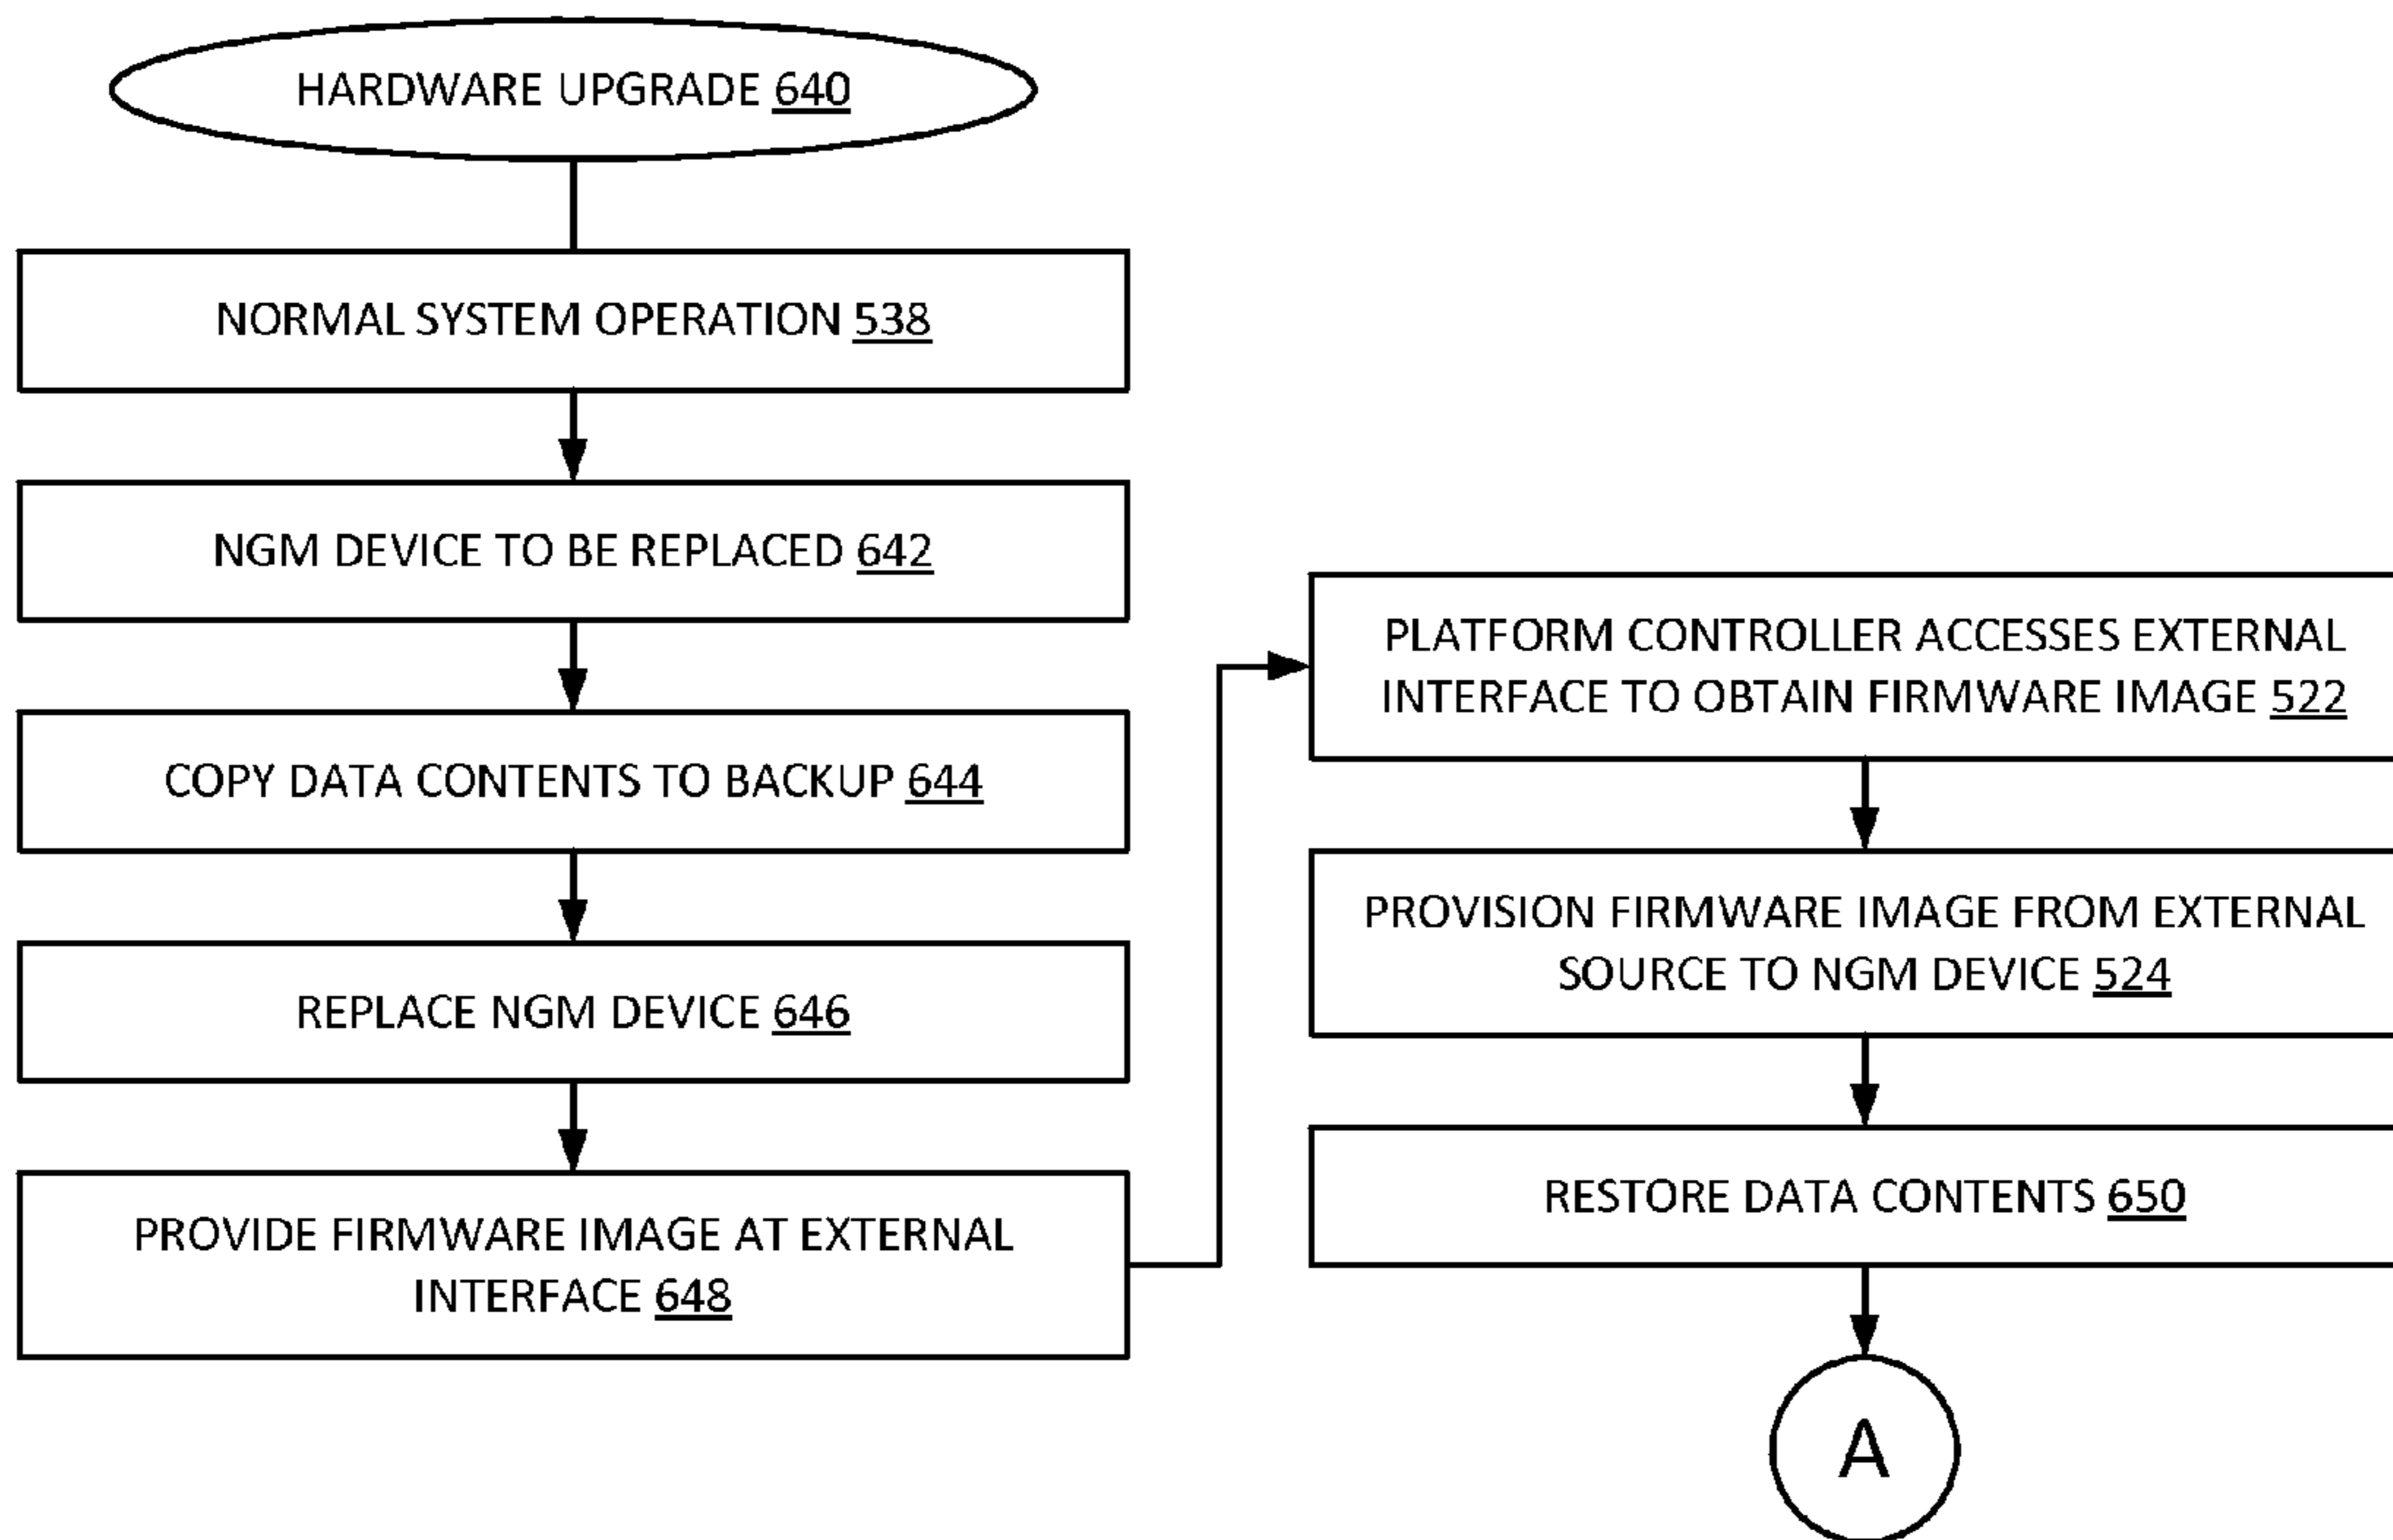 HARDWARE UPGRADE 640
NORMAL SYSTEM OPERATION 538
NGM DEVICE TO BE REPLACED 642
COPY DATA CONTENTS TO BACKUP 644
REPLACE NGM DEVICE 646
PROVIDE FIRMWARE IMAGE AT EXTERNAL
INTERFACE 648
PLATFORM CONTROLLER ACCESSES EXTERNAL
INTERFACE TO OBTAIN FIRMWARE IMAGE 522
PROVISION FIRMWARE IMAGE FROM EXTERNAL
SOURCE TO NGM DEVICE 524
RESTORE DATA CONTENTS 650
A